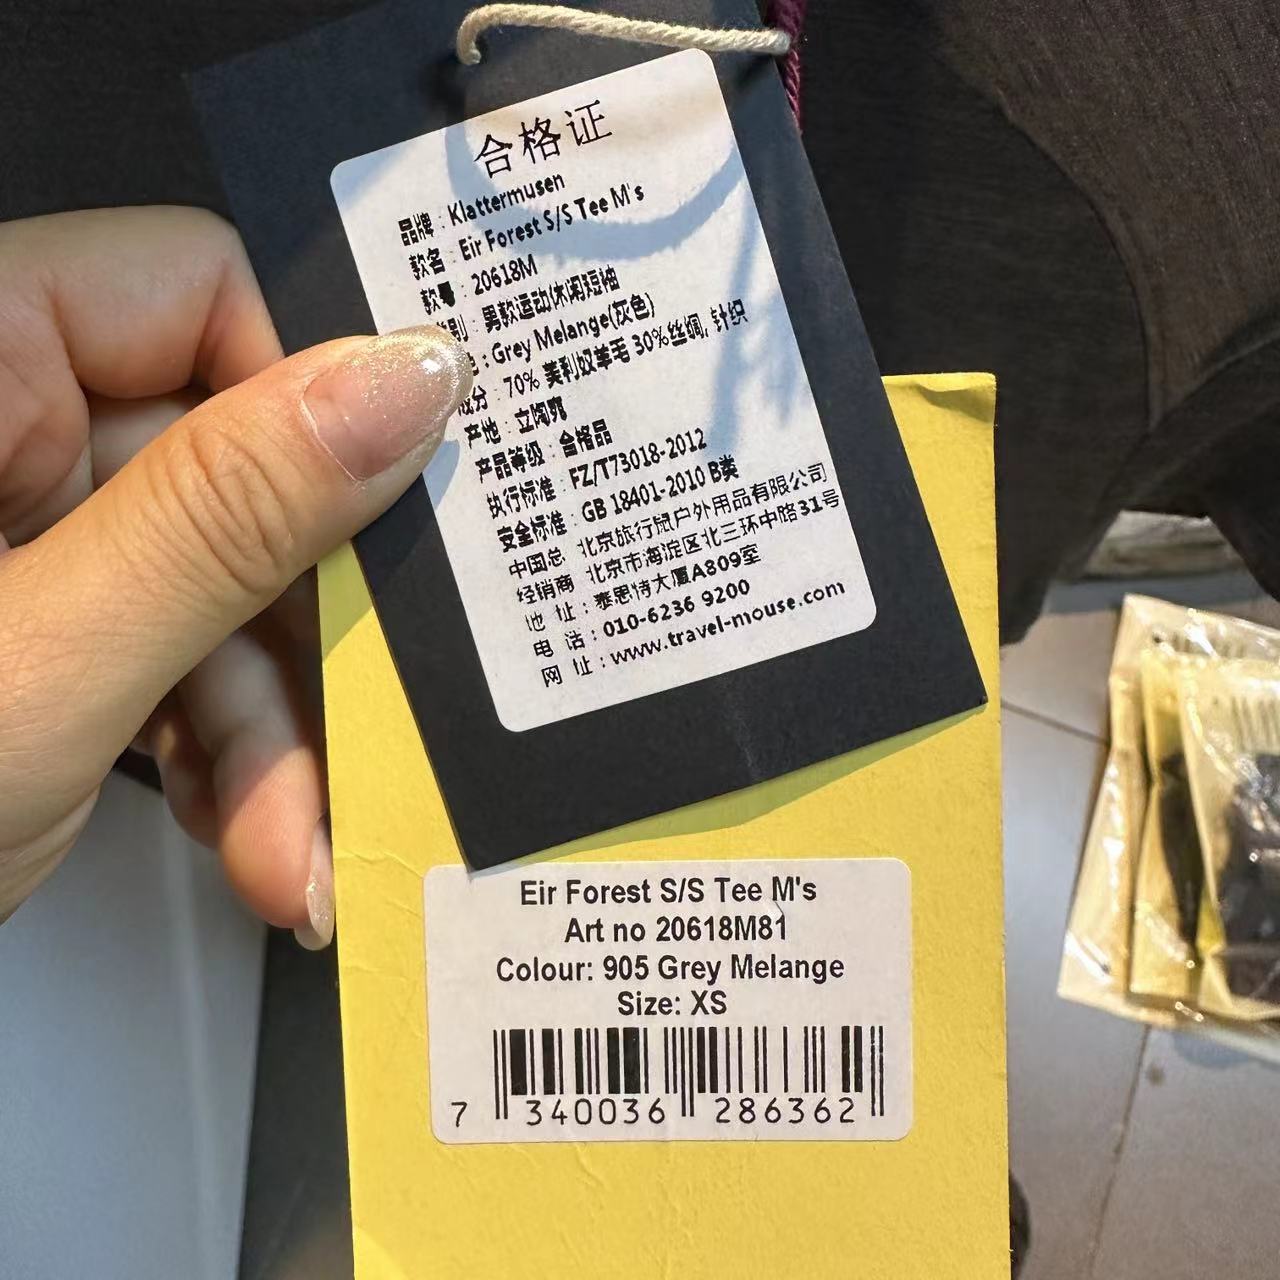 合格证
品牌：Klattermusen
款名：Eir Forest S/S Tee M's
款号：20618M
别：男款运动休闲短袖
色：Grey Melange(灰色)
成分：70% 美利奴羊毛 30%丝绸, 针织
产地：立陶宛
产品等级：合格品
执行标准：FZ/T73018-2012
安全标准：GB 18401-2010 B类
中国总 北京旅行鼠户外用品有限公司
经销商 北京市海淀区北三环中路31号
地 址：泰思特大厦A809室
电 话：010-6236 9200
网 址：www.travel-mouse.com
Eir Forest S/S Tee M's
Art no 20618M81
Colour: 905 Grey Melange
Size: XS
7 340036 286362